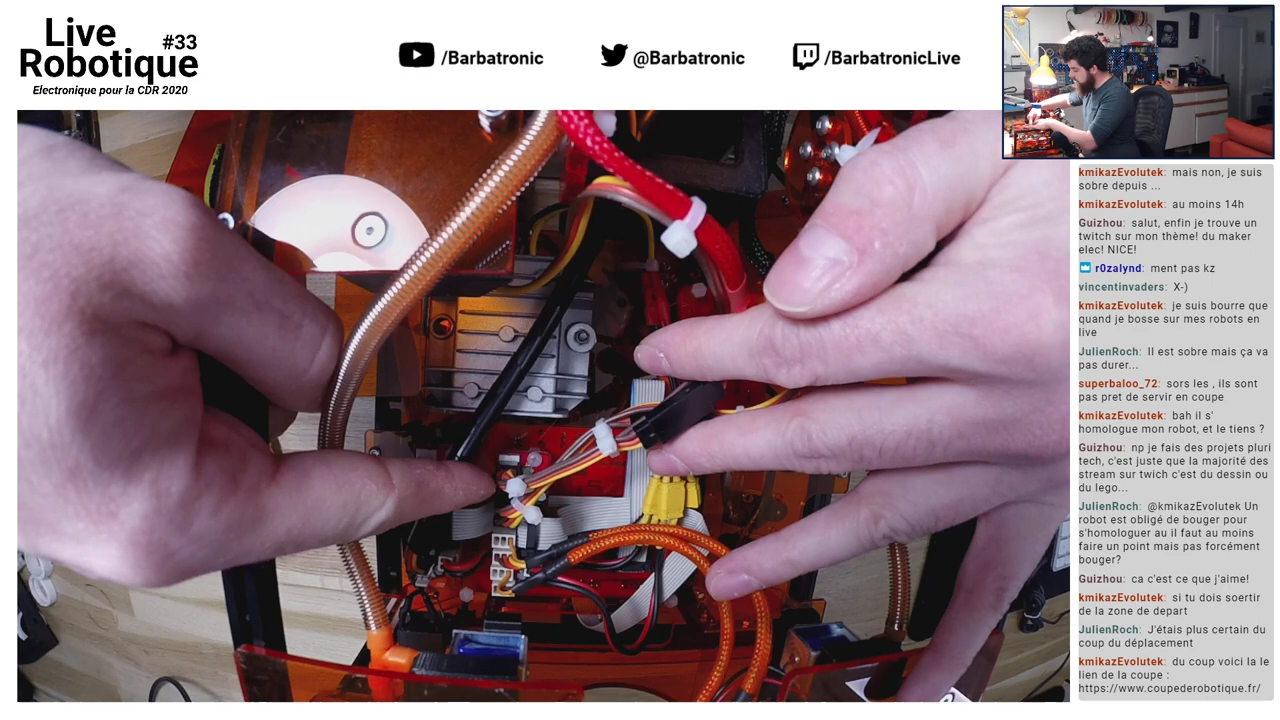 Live
Robotique #33
Electronique pour la CDR 2020
/Barbatronic
@Barbatronic
/BarbatronicLive
kmikazEvolutek: mais non, je suis
sobre depuis ...
kmikazEvolutek: au moins 14h
Guizhou: salut, enfin je trouve un
twitch sur mon thème! du maker
elec! NICE!
r0zalynd: ment pas kz
vincentinvaders: X-)
kmikazEvolutek: je suis bourre que
quand je bosse sur mes robots en
live
JulienRoch: Il est sobre mais ça va
pas durer...
superbaloo_72: sors les , ils sont
pas pret de servir en coupe
kmikazEvolutek: bah il s'
homologue mon robot, et le tiens ?
Guizhou: np je fais des projets pluri
tech, c'est juste que la majorité des
stream sur twich c'est du dessin ou
du lego...
JulienRoch: @kmikazEvolutek Un
robot est obligé de bouger pour
s'homologuer au il faut au moins
faire un point mais pas forcément
bouger?
Guizhou: ca c'est ce que j'aime!
kmikazEvolutek: si tu dois soertir
de la zone de depart
JulienRoch: J'étais plus certain du
coup du déplacement
kmikazEvolutek: du coup voici la le
lien de la coupe :
https://www.coupederobotique.fr/